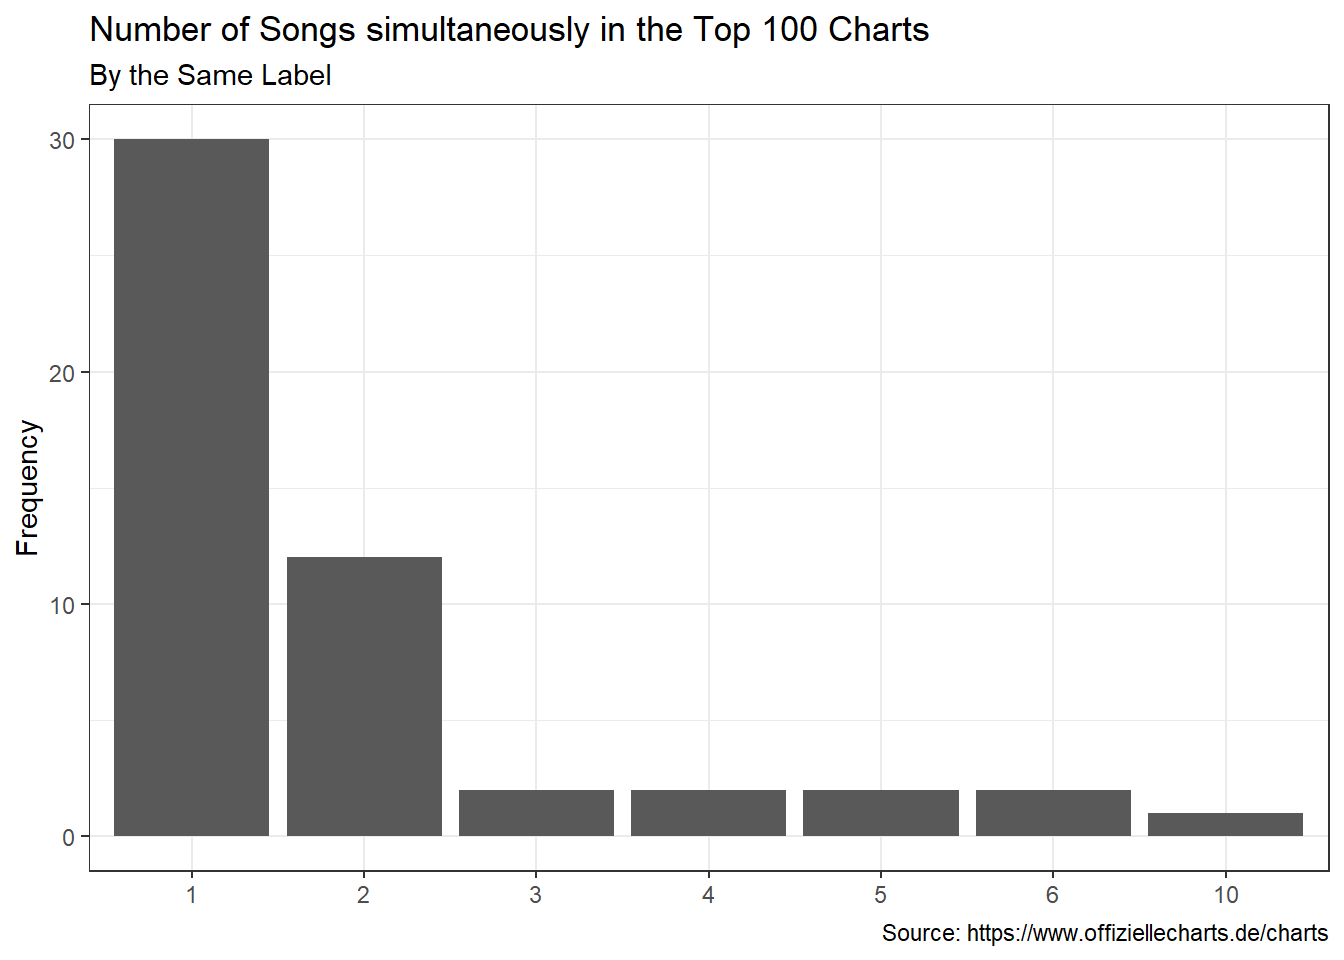 Number of Songs simultaneously in the Top 100 Charts
By the Same Label
Frequency
30
20
10
0
1 2 3 4 5 6 10
Source: https://www.offiziellecharts.de/charts